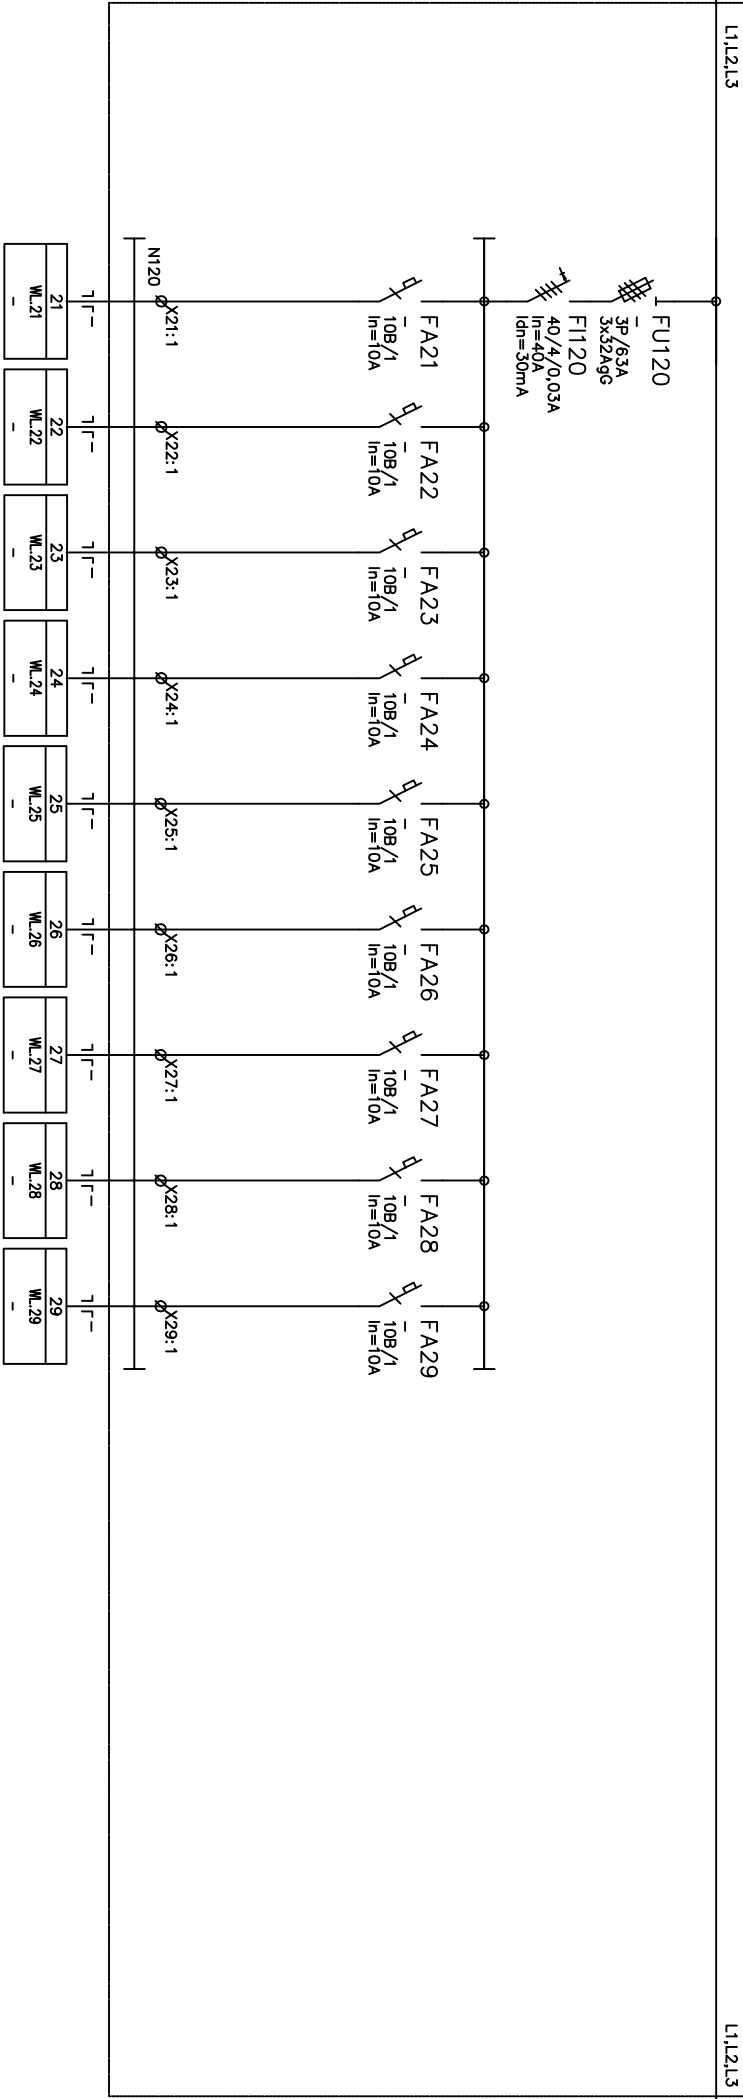 L1,L2,L3
L1,L2,L3
FU120
-
3P/63A
3x32AgG
FI120
40/4/0,03A
In=40A
Idn=30mA
FA21
-
10B/1
In=10A
FA22
-
10B/1
In=10A
FA23
-
10B/1
In=10A
FA24
-
10B/1
In=10A
FA25
-
10B/1
In=10A
FA26
-
10B/1
In=10A
FA27
-
10B/1
In=10A
FA28
-
10B/1
In=10A
FA29
-
10B/1
In=10A
N120
X21:1
X22:1
X23:1
X24:1
X25:1
X26:1
X27:1
X28:1
X29:1
21
WL.21
-
22
WL.22
-
23
WL.23
-
24
WL.24
-
25
WL.25
-
26
WL.26
-
27
WL.27
-
28
WL.28
-
29
WL.29
-